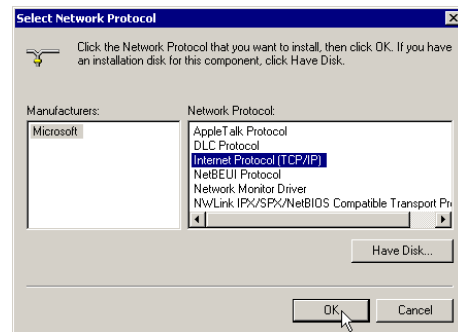 Select Network Protocol
Click the Network Protocol that you want to install, then click OK. If you have
an installation disk for this component, click Have Disk.
Manufacturers:
Microsoft
Network Protocol:
AppleTalk Protocol
DLC Protocol
Internet Protocol (TCP/IP)
NetBEUI Protocol
Network Monitor Driver
NWLink IPX/SPX/NetBIOS Compatible Transport
Have Disk...
OK
Cancel